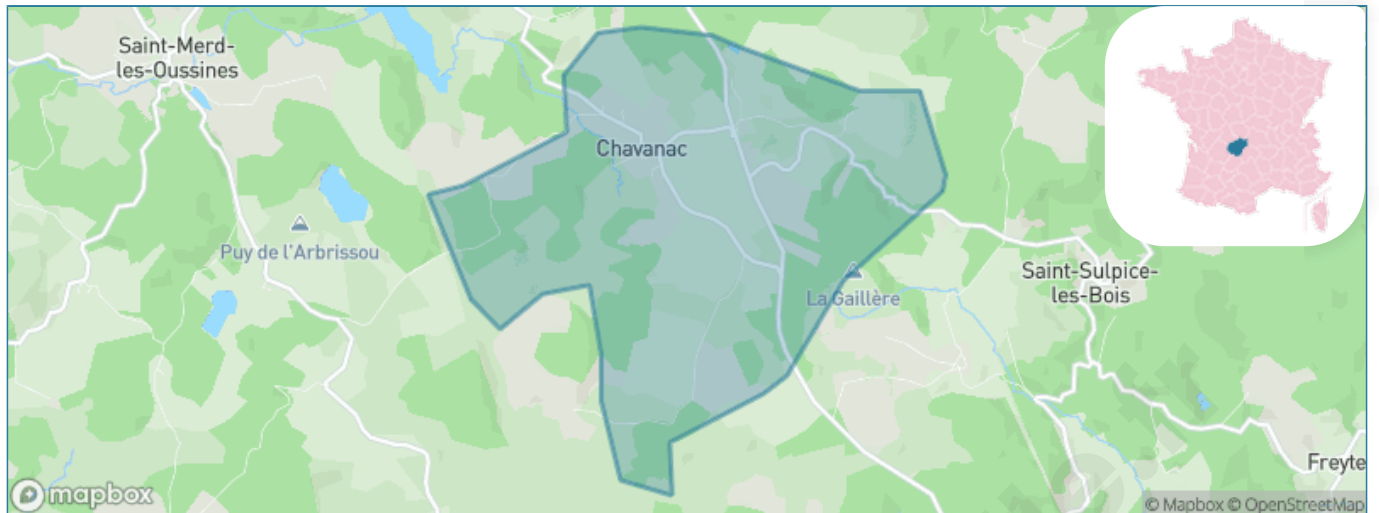 Saint-Merd-
les-Oussines
Chavanac
Puy de l'Arbrissou
La Gaillère
Saint-Sulpice-
les-Bois
Freyte
mapbox
© Mapbox © OpenStreetMap